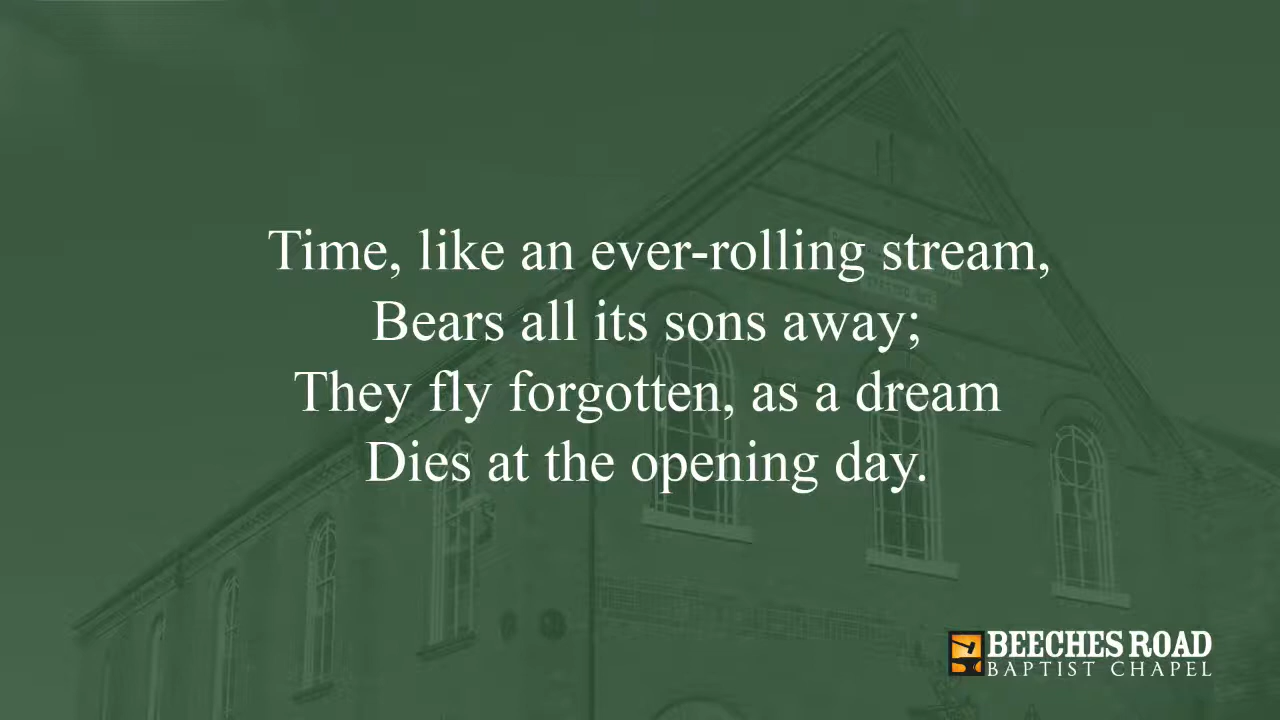 Time, like an ever-rolling stream,
Bears all its sons away;
They fly forgotten, as a dream
Dies at the opening day.
BEECHES ROAD
BAPTIST CHAPEL